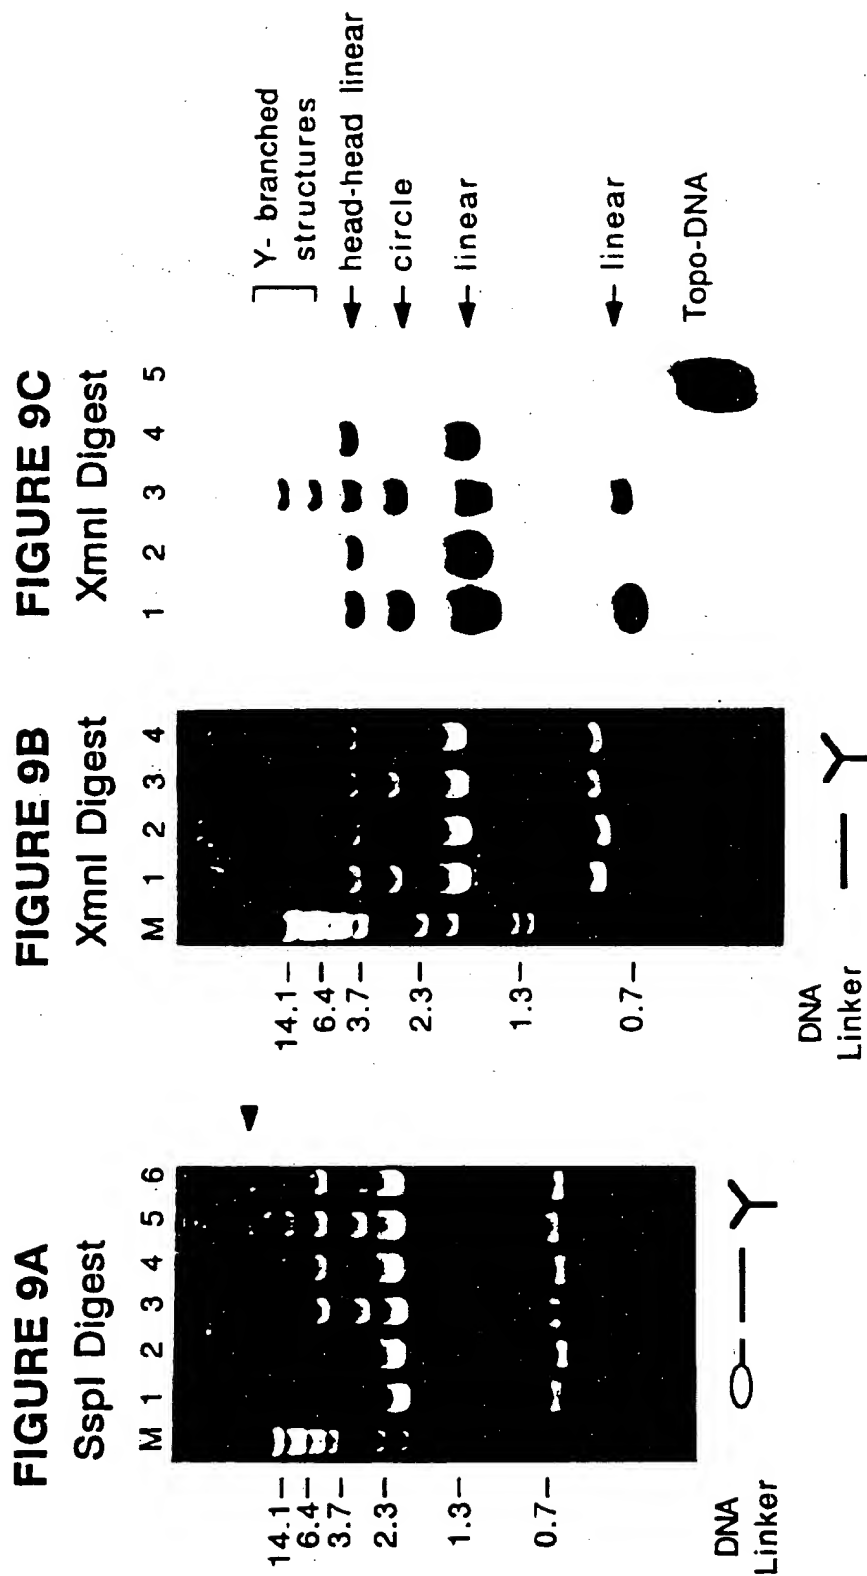 FIGURE 9A
SspI Digest
M 1 2 3 4 5 6
14.1
6.4
3.7
2.3
1.3
0.7
DNA
Linker
FIGURE 9B
XmnI Digest
M 1 2 3 4
14.1
6.4
3.7
2.3
1.3
0.7
DNA
Linker
FIGURE 9C
XmnI Digest
1 2 3 4 5
Y- branched
structures
head-head linear
circle
linear
linear
Topo-DNA